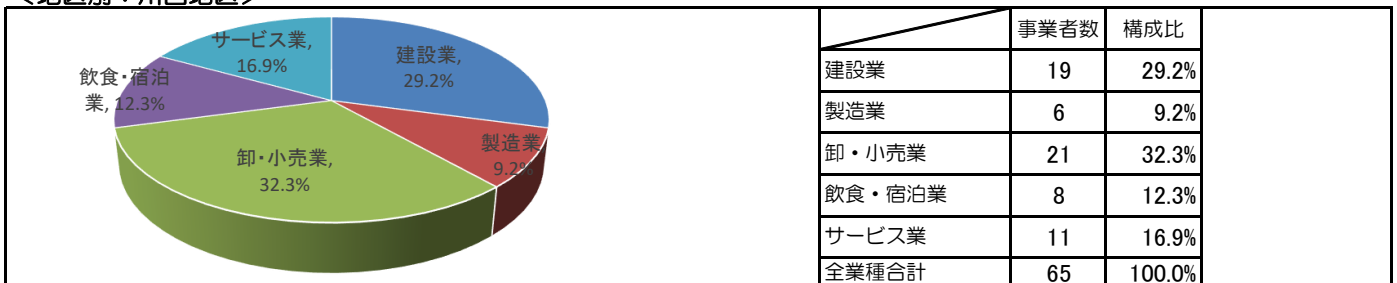 サービス業,
16.9%
建設業,
29.2%
飲食・宿泊
業, 12.3%
製造業
9.2%
卸・小売業,
32.3%
事業者数 構成比
建設業 19 29.2%
製造業 6 9.2%
卸・小売業 21 32.3%
飲食・宿泊業 8 12.3%
サービス業 11 16.9%
全業種合計 65 100.0%